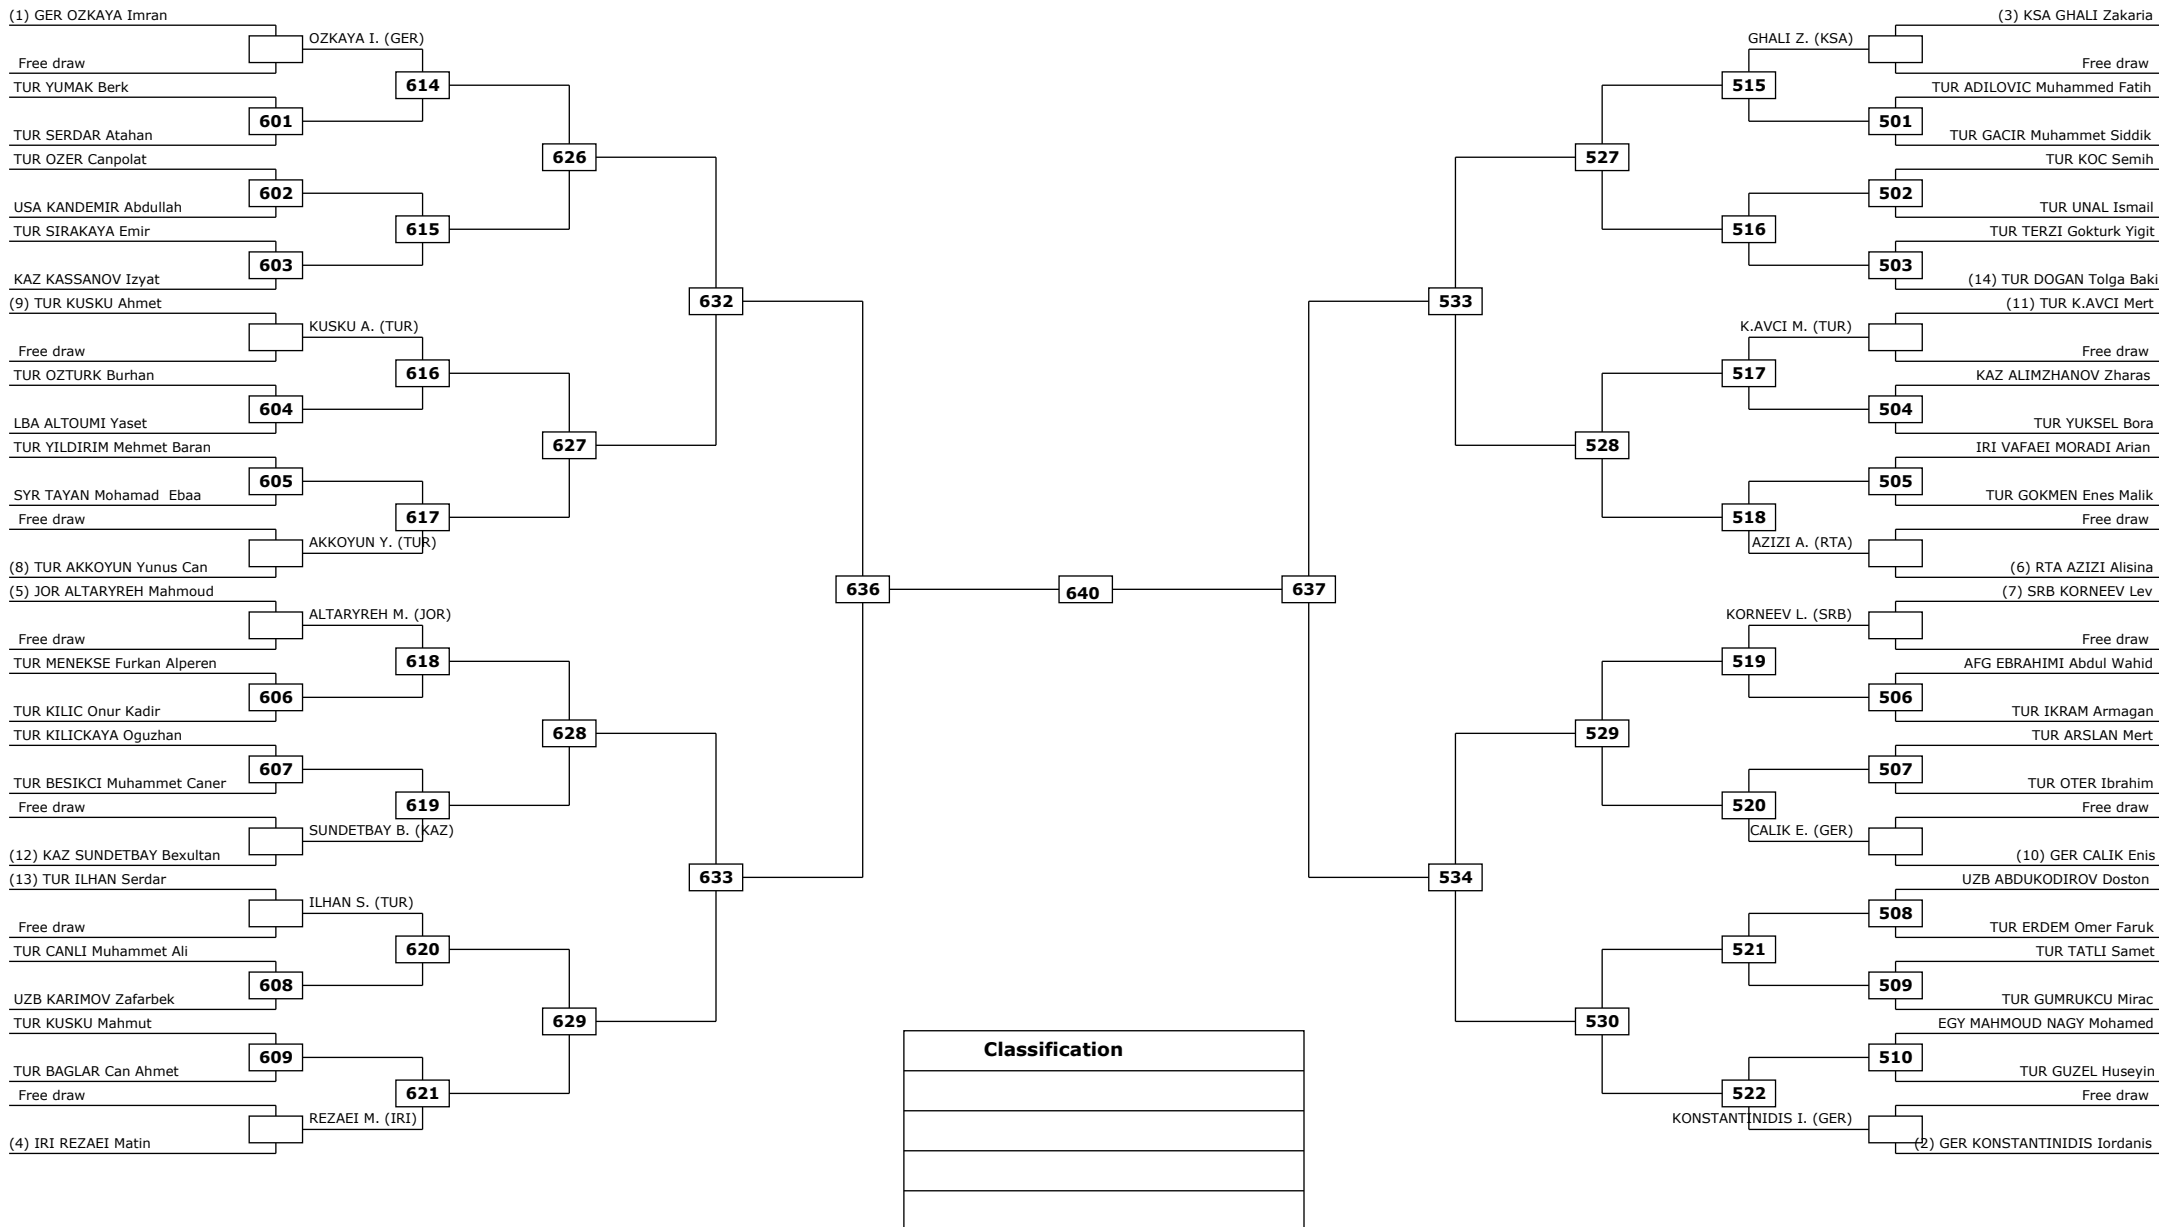 (1) GER OZKAYA Imran
OZKAYA I. (GER)
Free draw
614
TUR YUMAK Berk
601
TUR SERDAR Atahan
626
TUR OZER Canpolat
602
USA KANDEMIR Abdullah
615
TUR SIRAKAYA Emir
603
KAZ KASSANOV Izyat
632
(9) TUR KUSKU Ahmet
KUSKU A. (TUR)
Free draw
616
TUR OZTURK Burhan
604
LBA ALTOUMI Yaset
627
TUR YILDIRIM Mehmet Baran
605
SYR TAYAN Mohamad  Ebaa
617
Free draw
AKKOYUN Y. (TUR)
(8) TUR AKKOYUN Yunus Can
636
(5) JOR ALTARYREH Mahmoud
ALTARYREH M. (JOR)
Free draw
618
TUR MENEKSE Furkan Alperen
606
TUR KILIC Onur Kadir
628
TUR KILICKAYA Oguzhan
607
TUR BESIKCI Muhammet Caner
619
Free draw
SUNDETBAY B. (KAZ)
(12) KAZ SUNDETBAY Bexultan
633
(13) TUR ILHAN Serdar
ILHAN S. (TUR)
Free draw
620
TUR CANLI Muhammet Ali
608
UZB KARIMOV Zafarbek
629
TUR KUSKU Mahmut
609
TUR BAGLAR Can Ahmet
621
Free draw
REZAEI M. (IRI)
(4) IRI REZAEI Matin
640
(3) KSA GHALI Zakaria
GHALI Z. (KSA)
Free draw
515
TUR ADILOVIC Muhammed Fatih
501
TUR GACIR Muhammet Siddik
527
TUR KOC Semih
502
TUR UNAL Ismail
516
TUR TERZI Gokturk Yigit
503
(14) TUR DOGAN Tolga Baki
533
(11) TUR K.AVCI Mert
K.AVCI M. (TUR)
Free draw
517
KAZ ALIMZHANOV Zharas
504
TUR YUKSEL Bora
528
IRI VAFAEI MORADI Arian
505
TUR GOKMEN Enes Malik
518
Free draw
AZIZI A. (RTA)
(6) RTA AZIZI Alisina
637
(7) SRB KORNEEV Lev
KORNEEV L. (SRB)
Free draw
519
AFG EBRAHIMI Abdul Wahid
506
TUR IKRAM Armagan
529
TUR ARSLAN Mert
507
TUR OTER Ibrahim
520
Free draw
CALIK E. (GER)
(10) GER CALIK Enis
534
UZB ABDUKODIROV Doston
508
TUR ERDEM Omer Faruk
521
TUR TATLI Samet
509
TUR GUMRUKCU Mirac
530
EGY MAHMOUD NAGY Mohamed
510
TUR GUZEL Huseyin
522
Free draw
KONSTANTINIDIS I. (GER)
(2) GER KONSTANTINIDIS Iordanis
Classification